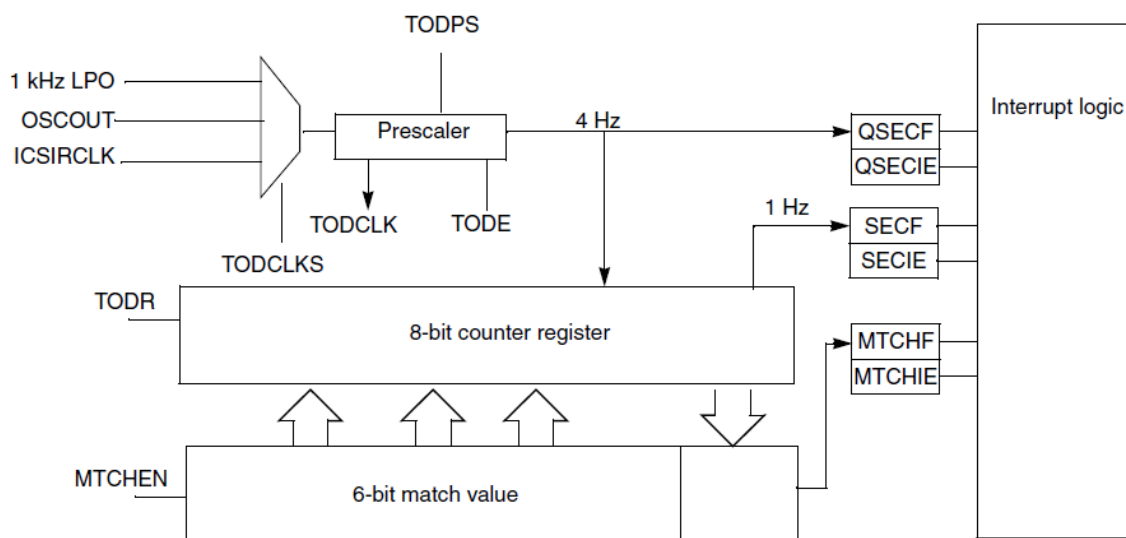 TODPS
1 kHz LPO
OSCOUT
ICSIRCLK
Prescaler
4 Hz
TODCLK
TODE
TODCLKS
QSECF
QSECIE
Interrupt logic
1 Hz
SECF
SECIE
TODR
8-bit counter register
MTCHF
MTCHIE
MTCHEN
6-bit match value